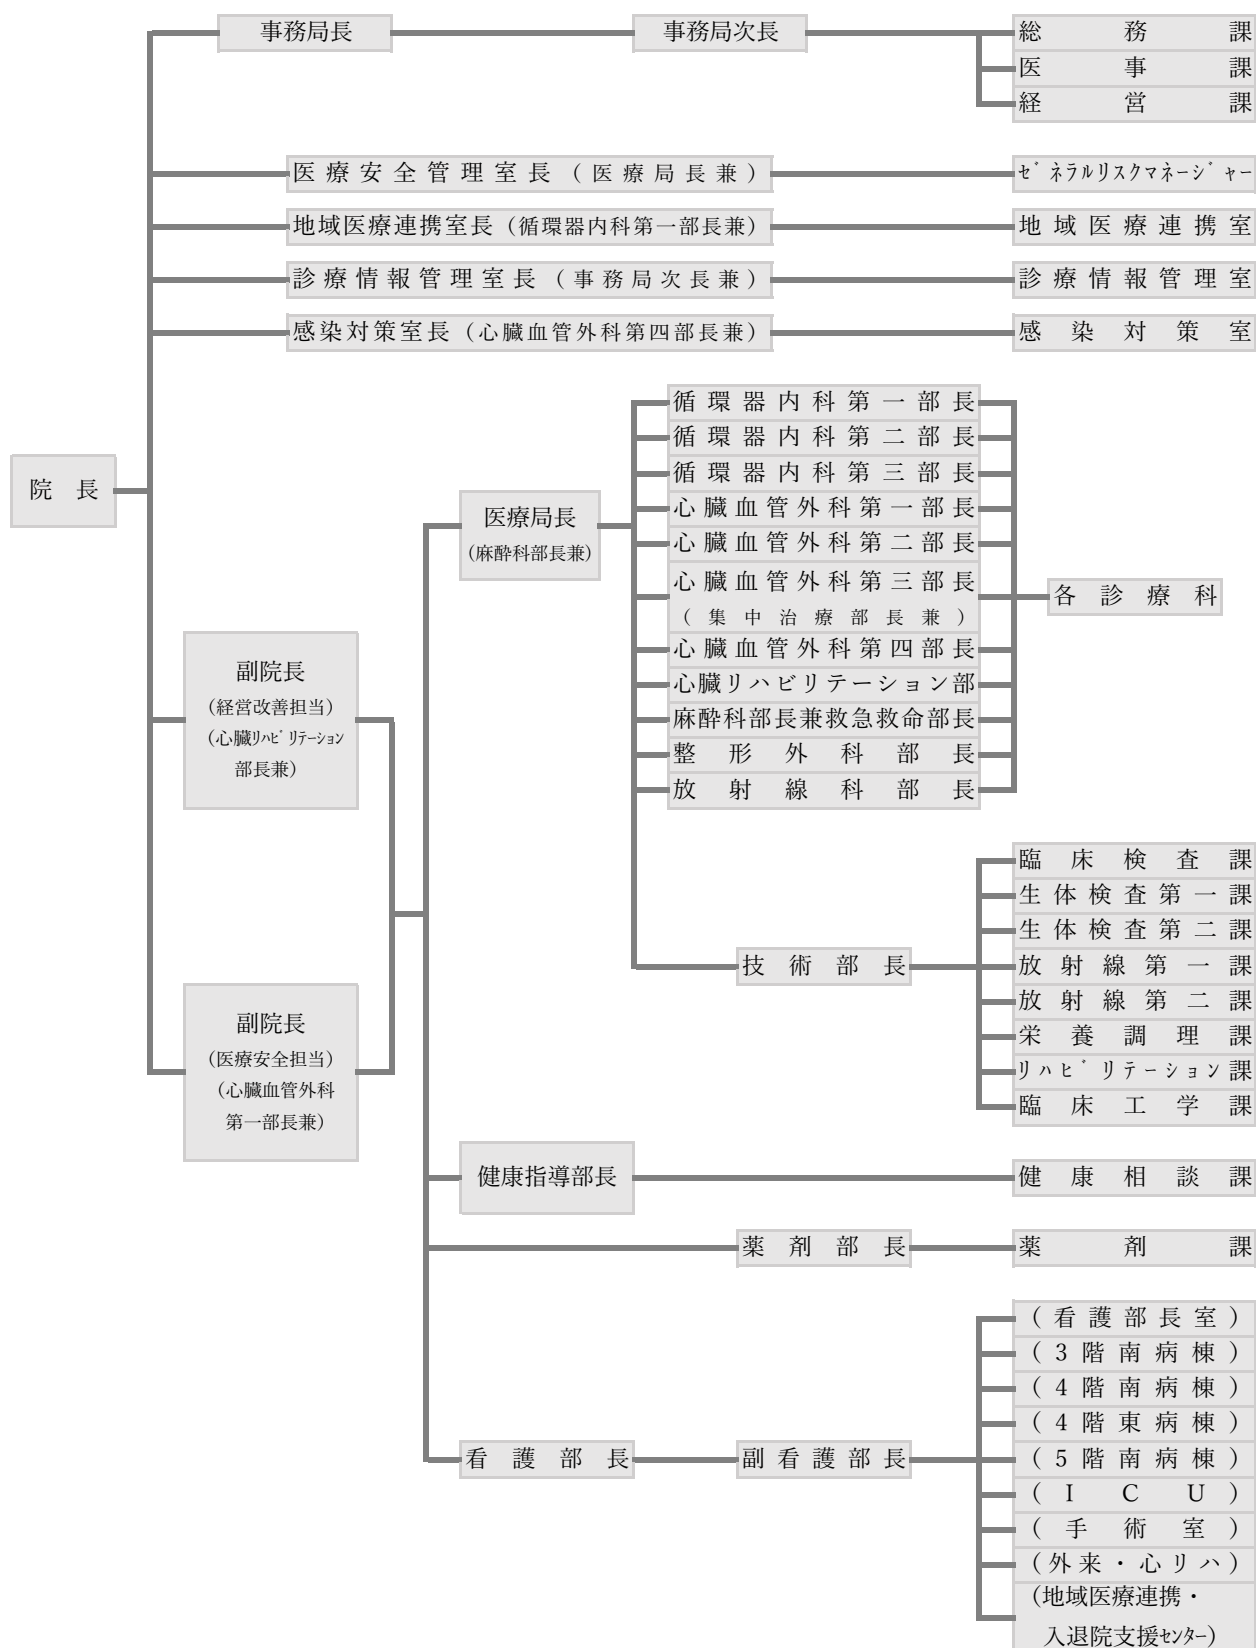 事務局長
事務局次長
総務課
医事課
経営課
医療安全管理室長（医療局長兼）
ｾﾞﾈﾗﾙﾘｽｸﾏﾈｰｼﾞｬｰ
地域医療連携室長（循環器内科第一部長兼）
地域医療連携室
診療情報管理室長（事務局次長兼）
診療情報管理室
感染対策室長（心臓血管外科第四部長兼）
感染対策室
院長
副院長
（経営改善担当）
（心臓ﾘﾊﾋﾞﾘﾃｰｼｮﾝ
部長兼）
副院長
（医療安全担当）
（心臓血管外科
第一部長兼）
医療局長
（麻酔科部長兼）
循環器内科第一部長
循環器内科第二部長
循環器内科第三部長
心臓血管外科第一部長
心臓血管外科第二部長
心臓血管外科第三部長
（集中治療部長兼）
心臓血管外科第四部長
心臓リハビリテーション部
麻酔科部長兼救急救命部長
整形外科部長
放射線科部長
各診療科
技術部長
臨床検査課
生体検査第一課
生体検査第二課
放射線第一課
放射線第二課
栄養調理課
ﾘﾊﾋﾞﾘﾃｰｼｮﾝ課
臨床工学課
健康指導部長
健康相談課
薬剤部長
薬剤課
看護部長
副看護部長
（看護部長室）
（3階南病棟）
（4階南病棟）
（4階東病棟）
（5階南病棟）
（ICU）
（手術室）
（外来・心リハ）
（地域医療連携・
入退院支援ｾﾝﾀｰ）